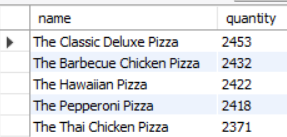 name quantity
The Classic Deluxe Pizza 2453
The Barbecue Chicken Pizza 2432
The Hawaiian Pizza 2422
The Pepperoni Pizza 2418
The Thai Chicken Pizza 2371